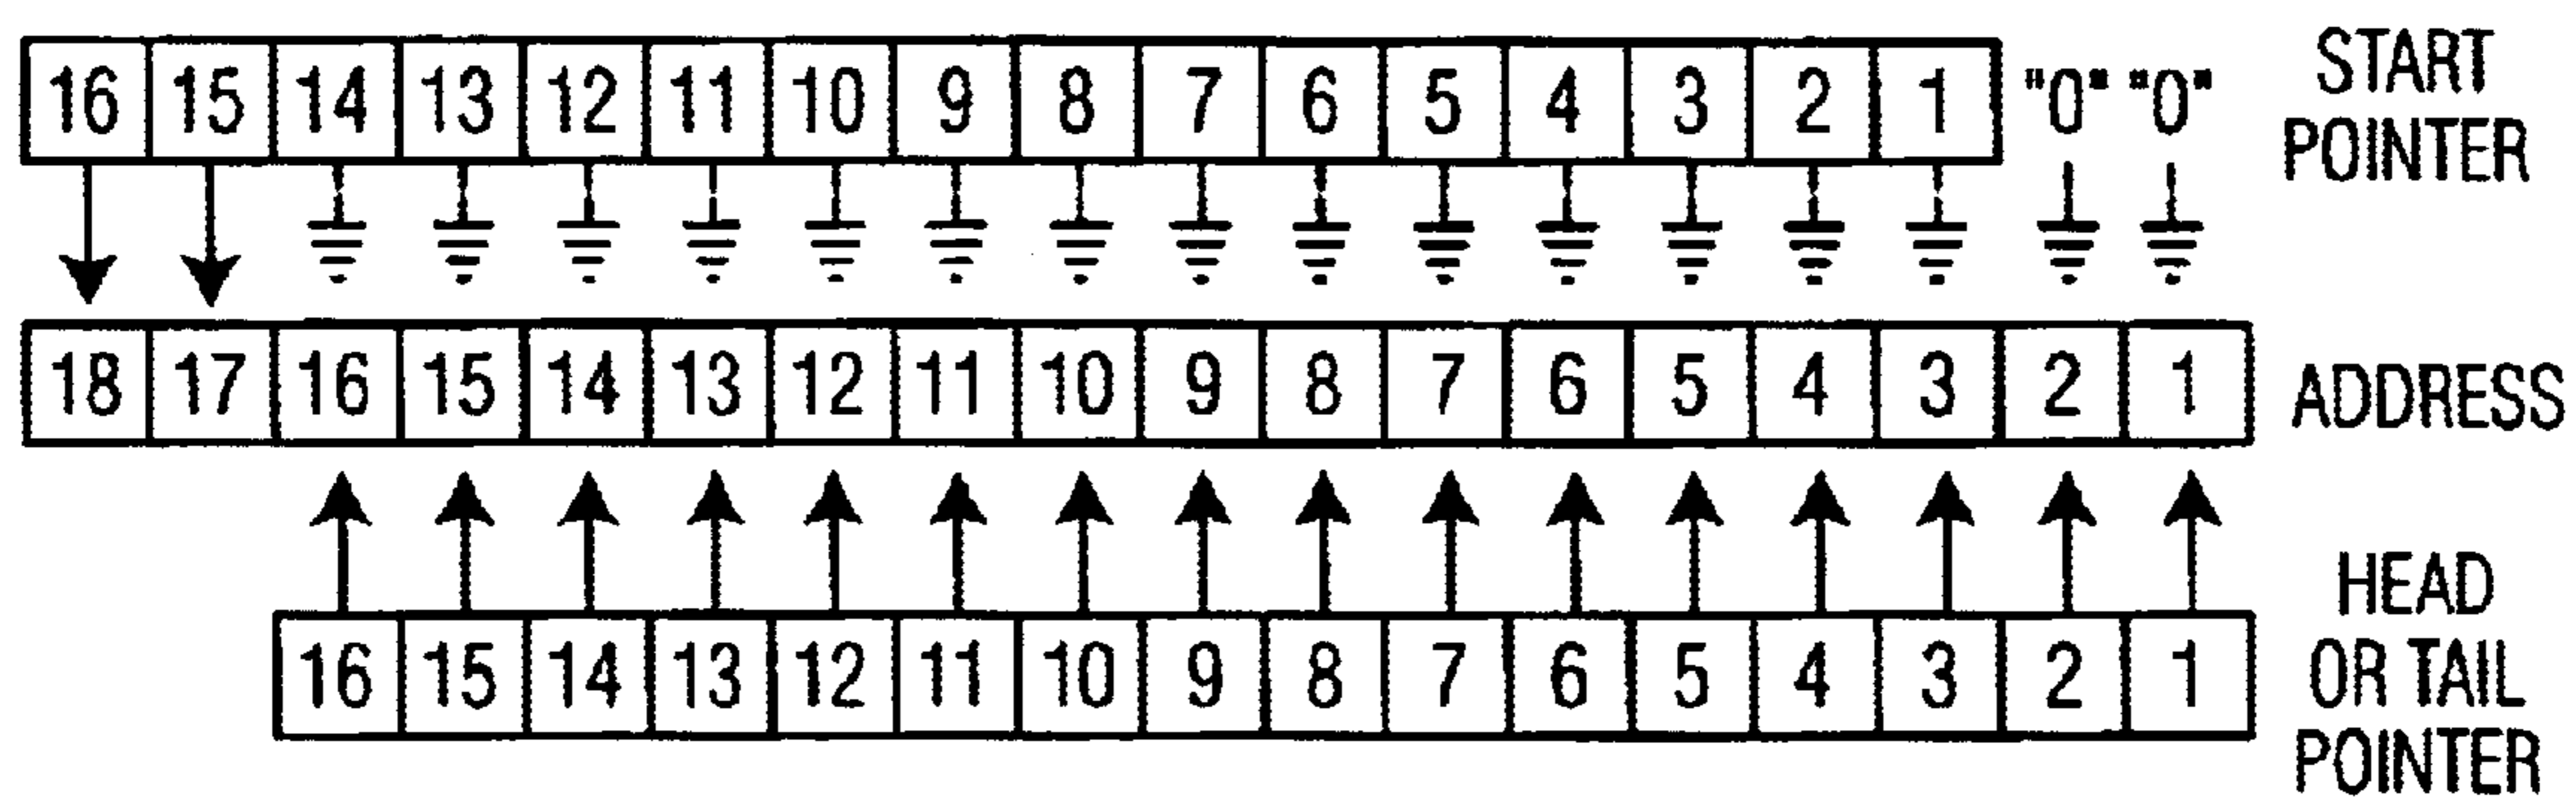 16 15 14 13 12 11 10 9 8 7 6 5 4 3 2 1 "0" "0" START
POINTER
18 17 16 15 14 13 12 11 10 9 8 7 6 5 4 3 2 1 ADDRESS
HEAD
16 15 14 13 12 11 10 9 8 7 6 5 4 3 2 1 OR TAIL
POINTER